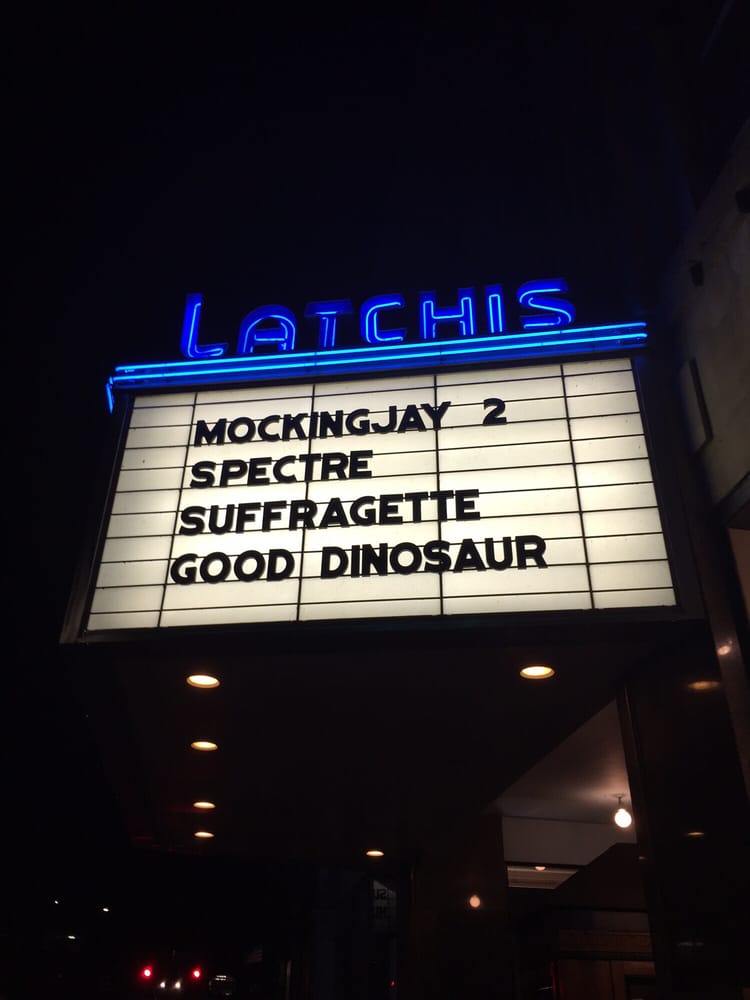 LATCHIS
MOCKINGJAY 2
SPECTRE
SUFFRAGETTE
GOOD DINOSAUR